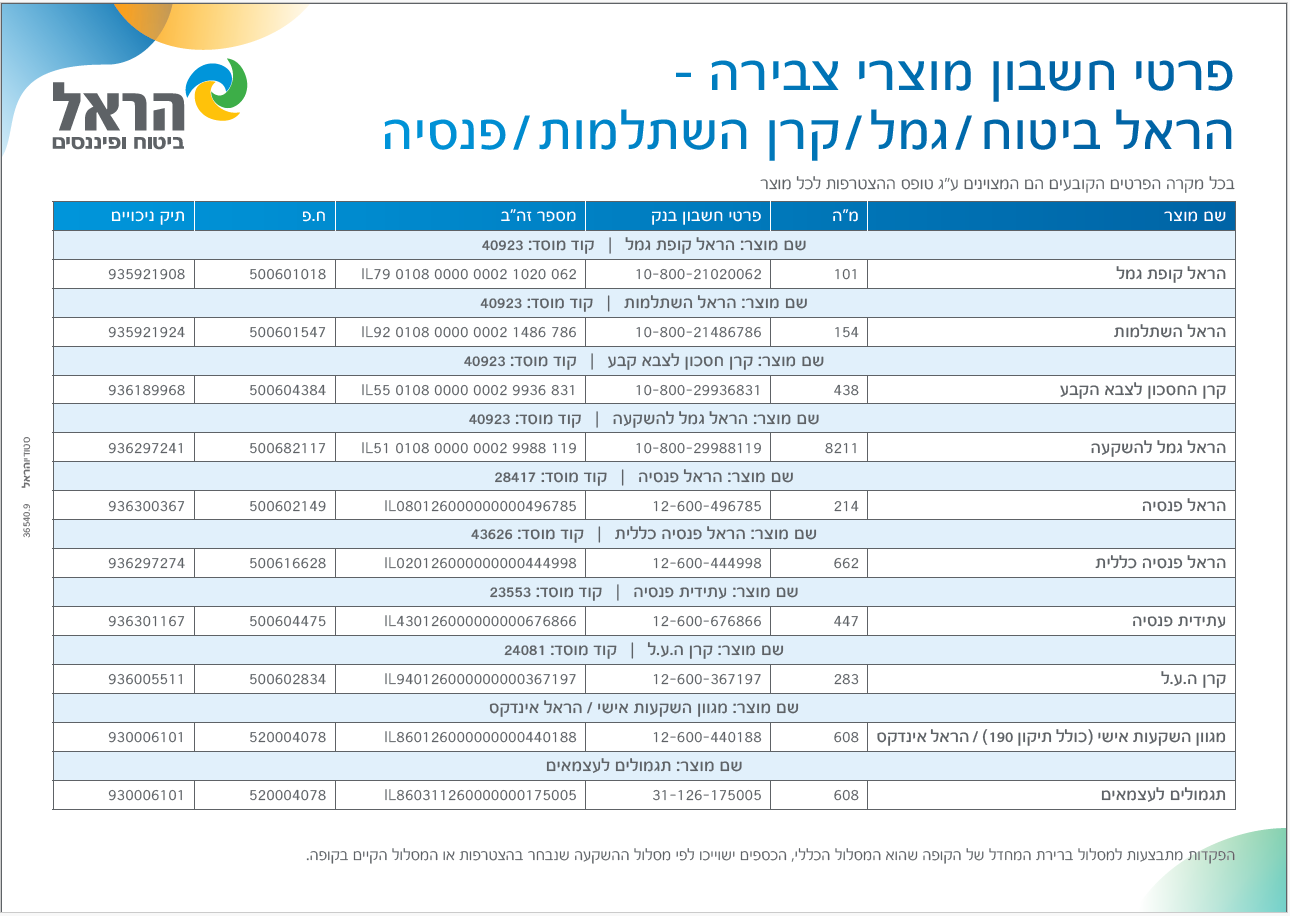 הראל
ביטוח ופיננסים
פרטי חשבון מוצרי צבירה -
הראל ביטוח/גמל/קרן השתלמות/פנסיה
בכל מקרה הפרטים הקובעים הם המצוינים ע״ג טופס ההצטרפות לכל מוצר
שם מוצר מ״ה פרטי חשבון בנק מספר זה״ב ח.פ תיק ניכויים
שם מוצר: הראל קופת גמל | קוד מוסד: 40923
הראל קופת גמל 101 10-800-21020062 IL79 0108 0000 0002 1020 062 500601018 935921908
שם מוצר: הראל השתלמות | קוד מוסד: 40923
הראל השתלמות 154 10-800-21486786 IL92 0108 0000 0002 1486 786 500601547 935921924
שם מוצר: קרן חסכון לצבא קבע | קוד מוסד: 40923
קרן החסכון לצבא הקבע 438 10-800-29936831 IL55 0108 0000 0002 9936 831 500604384 936189968
שם מוצר: הראל גמל להשקעה | קוד מוסד: 40923
הראל גמל להשקעה 8211 10-800-29988119 IL51 0108 0000 0002 9988 119 500682117 936297241
שם מוצר: הראל פנסיה | קוד מוסד: 28417
הראל פנסיה 214 12-600-496785 IL080126000000000496785 500602149 936300367
שם מוצר: הראל פנסיה כללית | קוד מוסד: 43626
הראל פנסיה כללית 662 12-600-444998 IL020126000000000444998 500616628 936297274
שם מוצר: עתידית פנסיה | קוד מוסד: 23553
עתידית פנסיה 447 12-600-676866 IL430126000000000676866 500604475 936301167
שם מוצר: קרן ה.ע.ל | קוד מוסד: 24081
קרן ה.ע.ל 283 12-600-367197 IL940126000000000367197 500602834 936005511
שם מוצר: מגוון השקעות אישי / הראל אינדקס
מגוון השקעות אישי (כולל תיקון 190) / הראל אינדקס 608 12-600-440188 IL860126000000000440188 520004078 930006101
שם מוצר: תגמולים לעצמאים
תגמולים לעצמאים 608 31-126-175005 IL860311260000000175005 520004078 930006101
הפקדות מתבצעות למסלול ברירת המחדל של הקופה שהוא המסלול הכללי, הכספים ישוייכו לפי מסלול ההשקעה שנבחר בהצטרפות או המסלול הקיים בקופה.
36540.9 סטודיוהראל